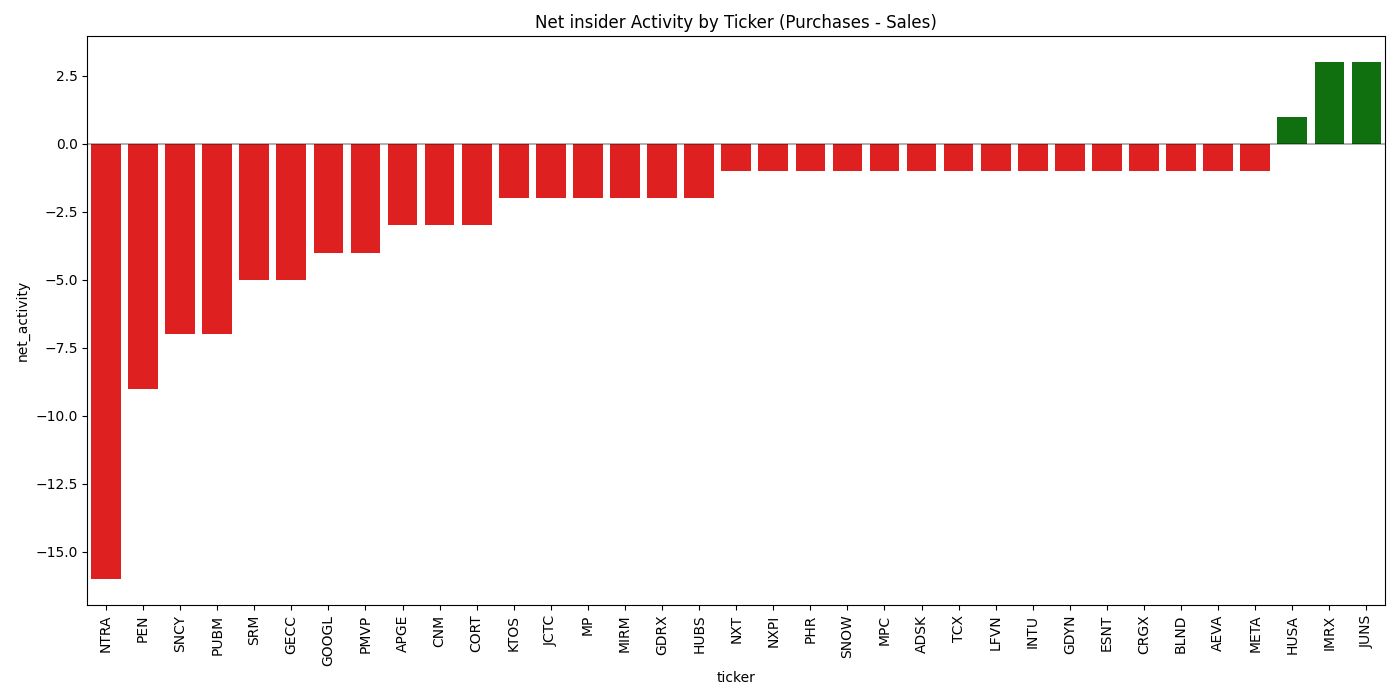 Net insider Activity by Ticker (Purchases - Sales)
2.5
0.0
−2.5
−5.0
−7.5
−10.0
−12.5
−15.0
net_activity
NTRA
PEN
SNCY
PUBM
SRM
GECC
GOOGL
PMVP
APGE
CNM
CORT
KTOS
JCTC
MP
MIRM
GDRX
HUBS
NXT
NXPI
PHR
SNOW
MPC
ADSK
TCX
LFVN
INTU
GDYN
ESNT
CRGX
BLND
AEVA
META
HUSA
IMRX
JUNS
ticker